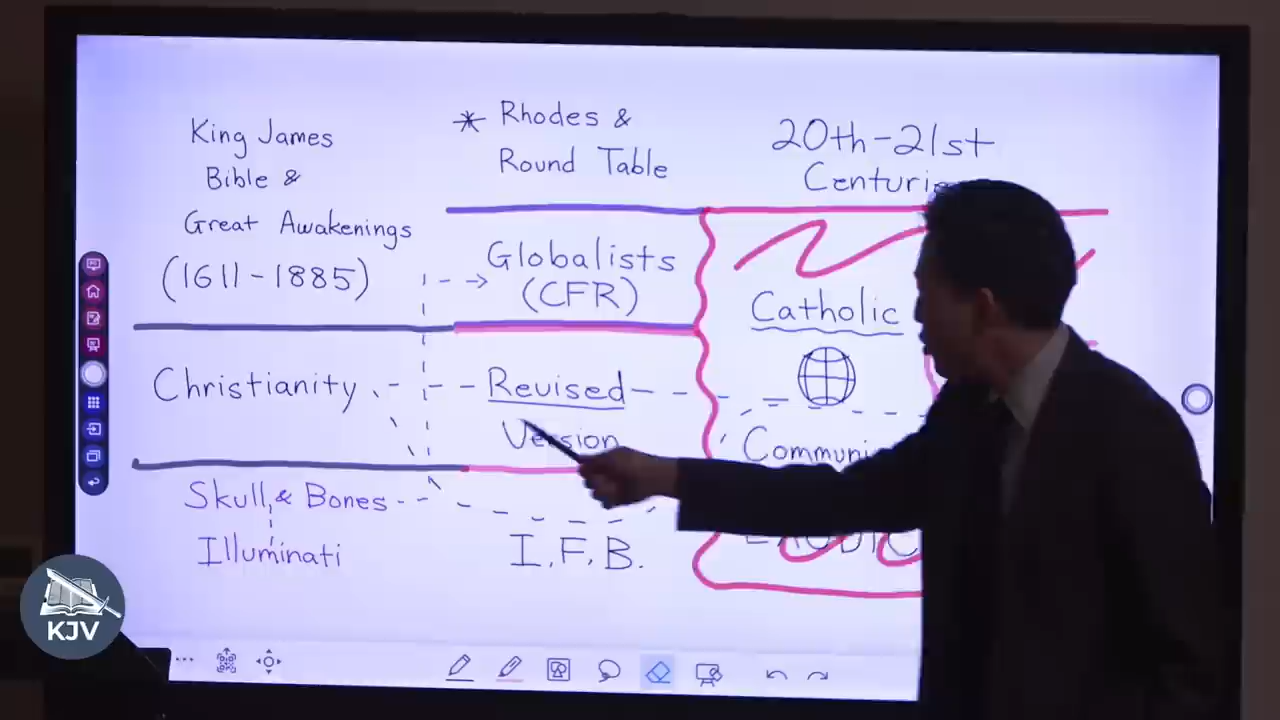 King James
Bible &
Great Awakenings
(1611-1885)
* Rhodes &
Round Table
20th-21st
Globalists
(CFR)
Catholic
Christianity
Revised
Version
Skull & Bones
Illuminati
I.F.B.
KJV